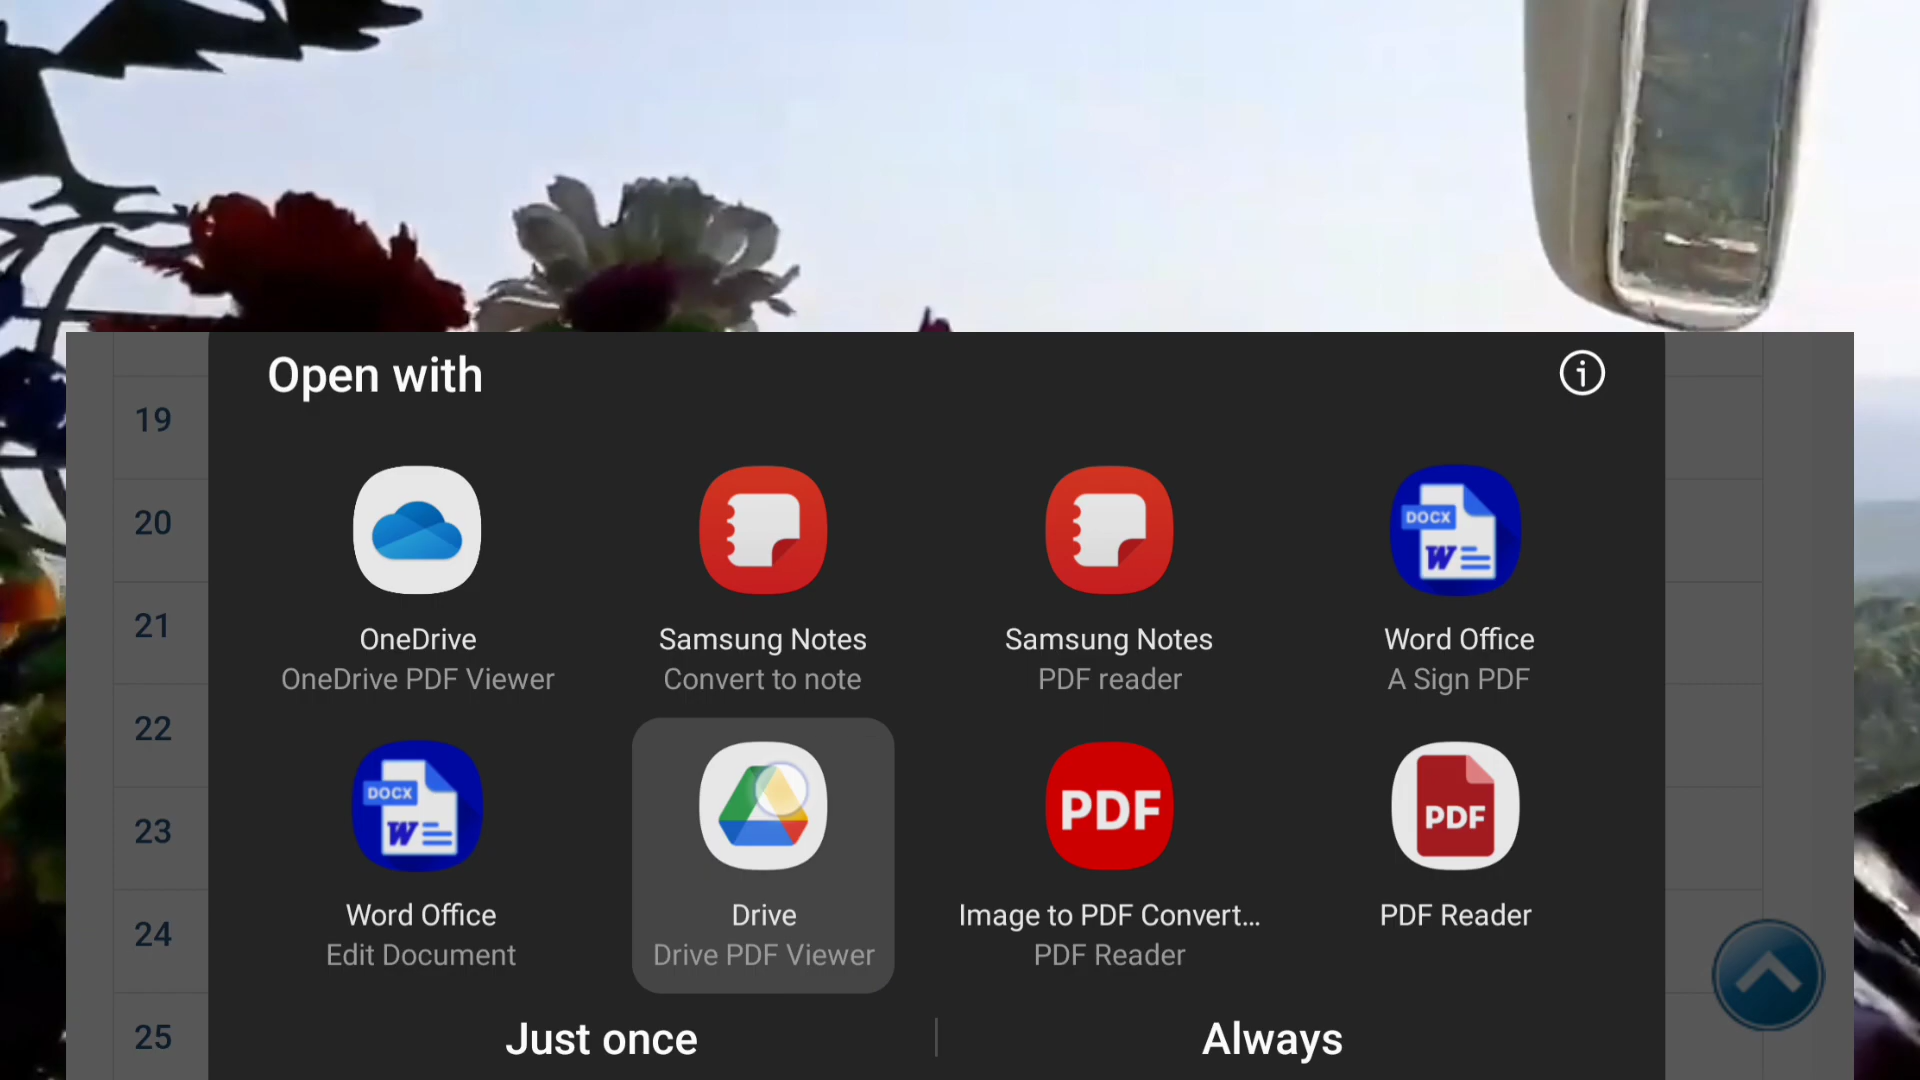 Open with
19
20
21
22
23
24
25
DOCX
W
OneDrive
OneDrive PDF Viewer
Samsung Notes
Convert to note
Samsung Notes
PDF reader
Word Office
A Sign PDF
DOCX
W
PDF
PDF
Word Office
Edit Document
Drive
Drive PDF Viewer
Image to PDF Convert...
PDF Reader
PDF Reader
Just once
Always